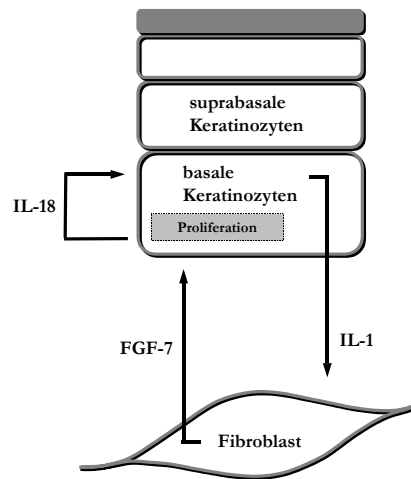 suprabasale
Keratinozyten
basale
Keratinozyten
IL-18
Proliferation
FGF-7
IL-1
Fibroblast